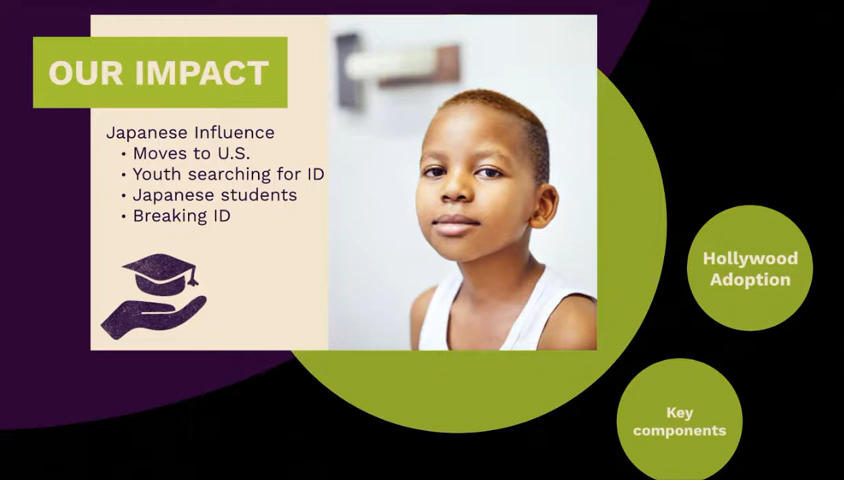 OUR IMPACT
Japanese Influence
• Moves to U.S.
• Youth searching for ID
• Japanese students
• Breaking ID
Hollywood
Adoption
Key
components